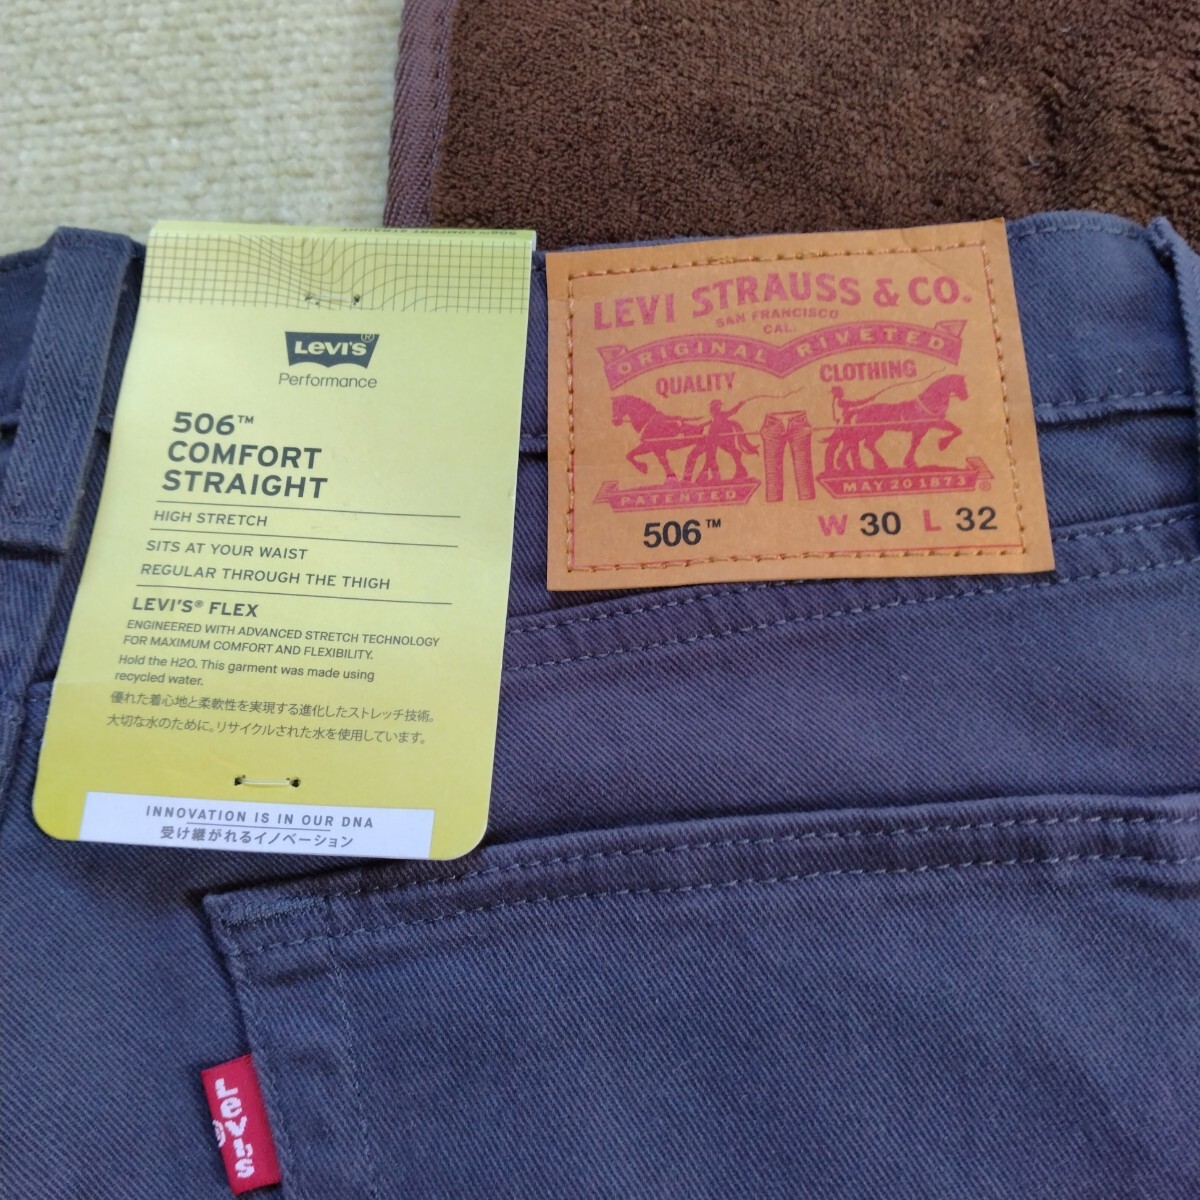 506™ COMFORT STRAIGHT
LEVI'S®
Performance
506™
COMFORT
STRAIGHT
HIGH STRETCH
SITS AT YOUR WAIST
REGULAR THROUGH THE THIGH
LEVI'S® FLEX
ENGINEERED WITH ADVANCED STRETCH TECHNOLOGY
FOR MAXIMUM COMFORT AND FLEXIBILITY.
Hold the H2O. This garment was made using
recycled water.
優れた着心地と柔軟性を実現する進化したストレッチ技術。
大切な水のために。リサイクルされた水を使用しています。
INNOVATION IS IN OUR DNA
受け継がれるイノベーション
LEVI STRAUSS & CO.
SAN FRANCISCO
CAL.
ORIGINAL RIVETED
QUALITY CLOTHING
PATENTED MAY 20 1873 ®
506™ W 30 L 32
LeVi's ®